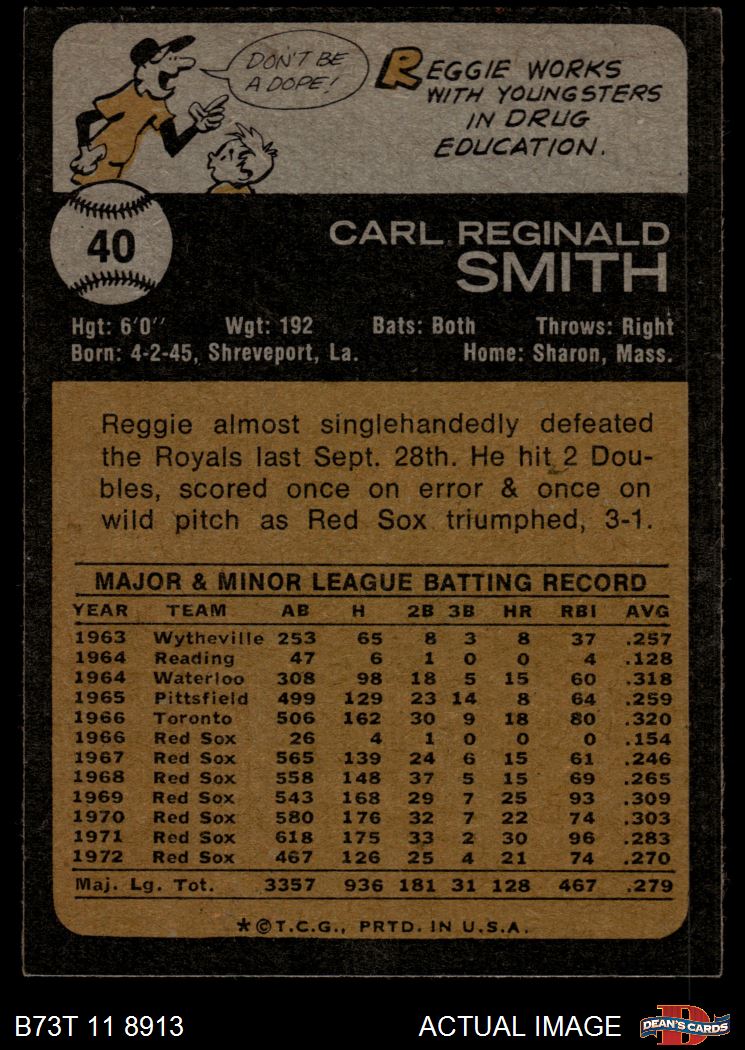 DON'T BE
A DOPE!
REGGIE WORKS
WITH YOUNGSTERS
IN DRUG
EDUCATION.
40
CARL REGINALD
SMITH
Hgt: 6'0'' Wgt: 192 Bats: Both Throws: Right
Born: 4-2-45, Shreveport, La. Home: Sharon, Mass.
Reggie almost singlehandedly defeated
the Royals last Sept. 28th. He hit 2 Dou-
bles, scored once on error & once on
wild pitch as Red Sox triumphed, 3-1.
MAJOR & MINOR LEAGUE BATTING RECORD
YEAR TEAM AB H 2B 3B HR RBI AVG
1963 Wytheville 253 65 8 3 8 37 .257
1964 Reading 47 6 1 0 0 4 .128
1964 Waterloo 308 98 18 5 15 60 .318
1965 Pittsfield 499 129 23 14 8 64 .259
1966 Toronto 506 162 30 9 18 80 .320
1966 Red Sox 26 4 1 0 0 0 .154
1967 Red Sox 565 139 24 6 15 61 .246
1968 Red Sox 558 148 37 5 15 69 .265
1969 Red Sox 543 168 29 7 25 93 .309
1970 Red Sox 580 176 32 7 22 74 .303
1971 Red Sox 618 175 33 2 30 96 .283
1972 Red Sox 467 126 25 4 21 74 .270
Maj. Lg. Tot. 3357 936 181 31 128 467 .279
*©T.C.G., PRTD. IN U.S.A.
B73T 11 8913 ACTUAL IMAGE D DEAN'S CARDS